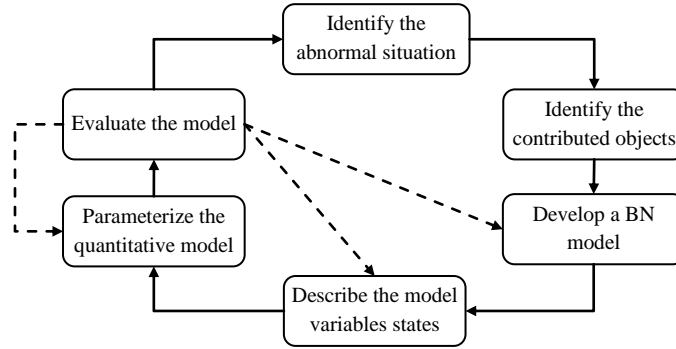 Identify the
abnormal situation
Identify the
contributed objects
Develop a BN
model
Describe the model
variables states
Parameterize the
quantitative model
Evaluate the model